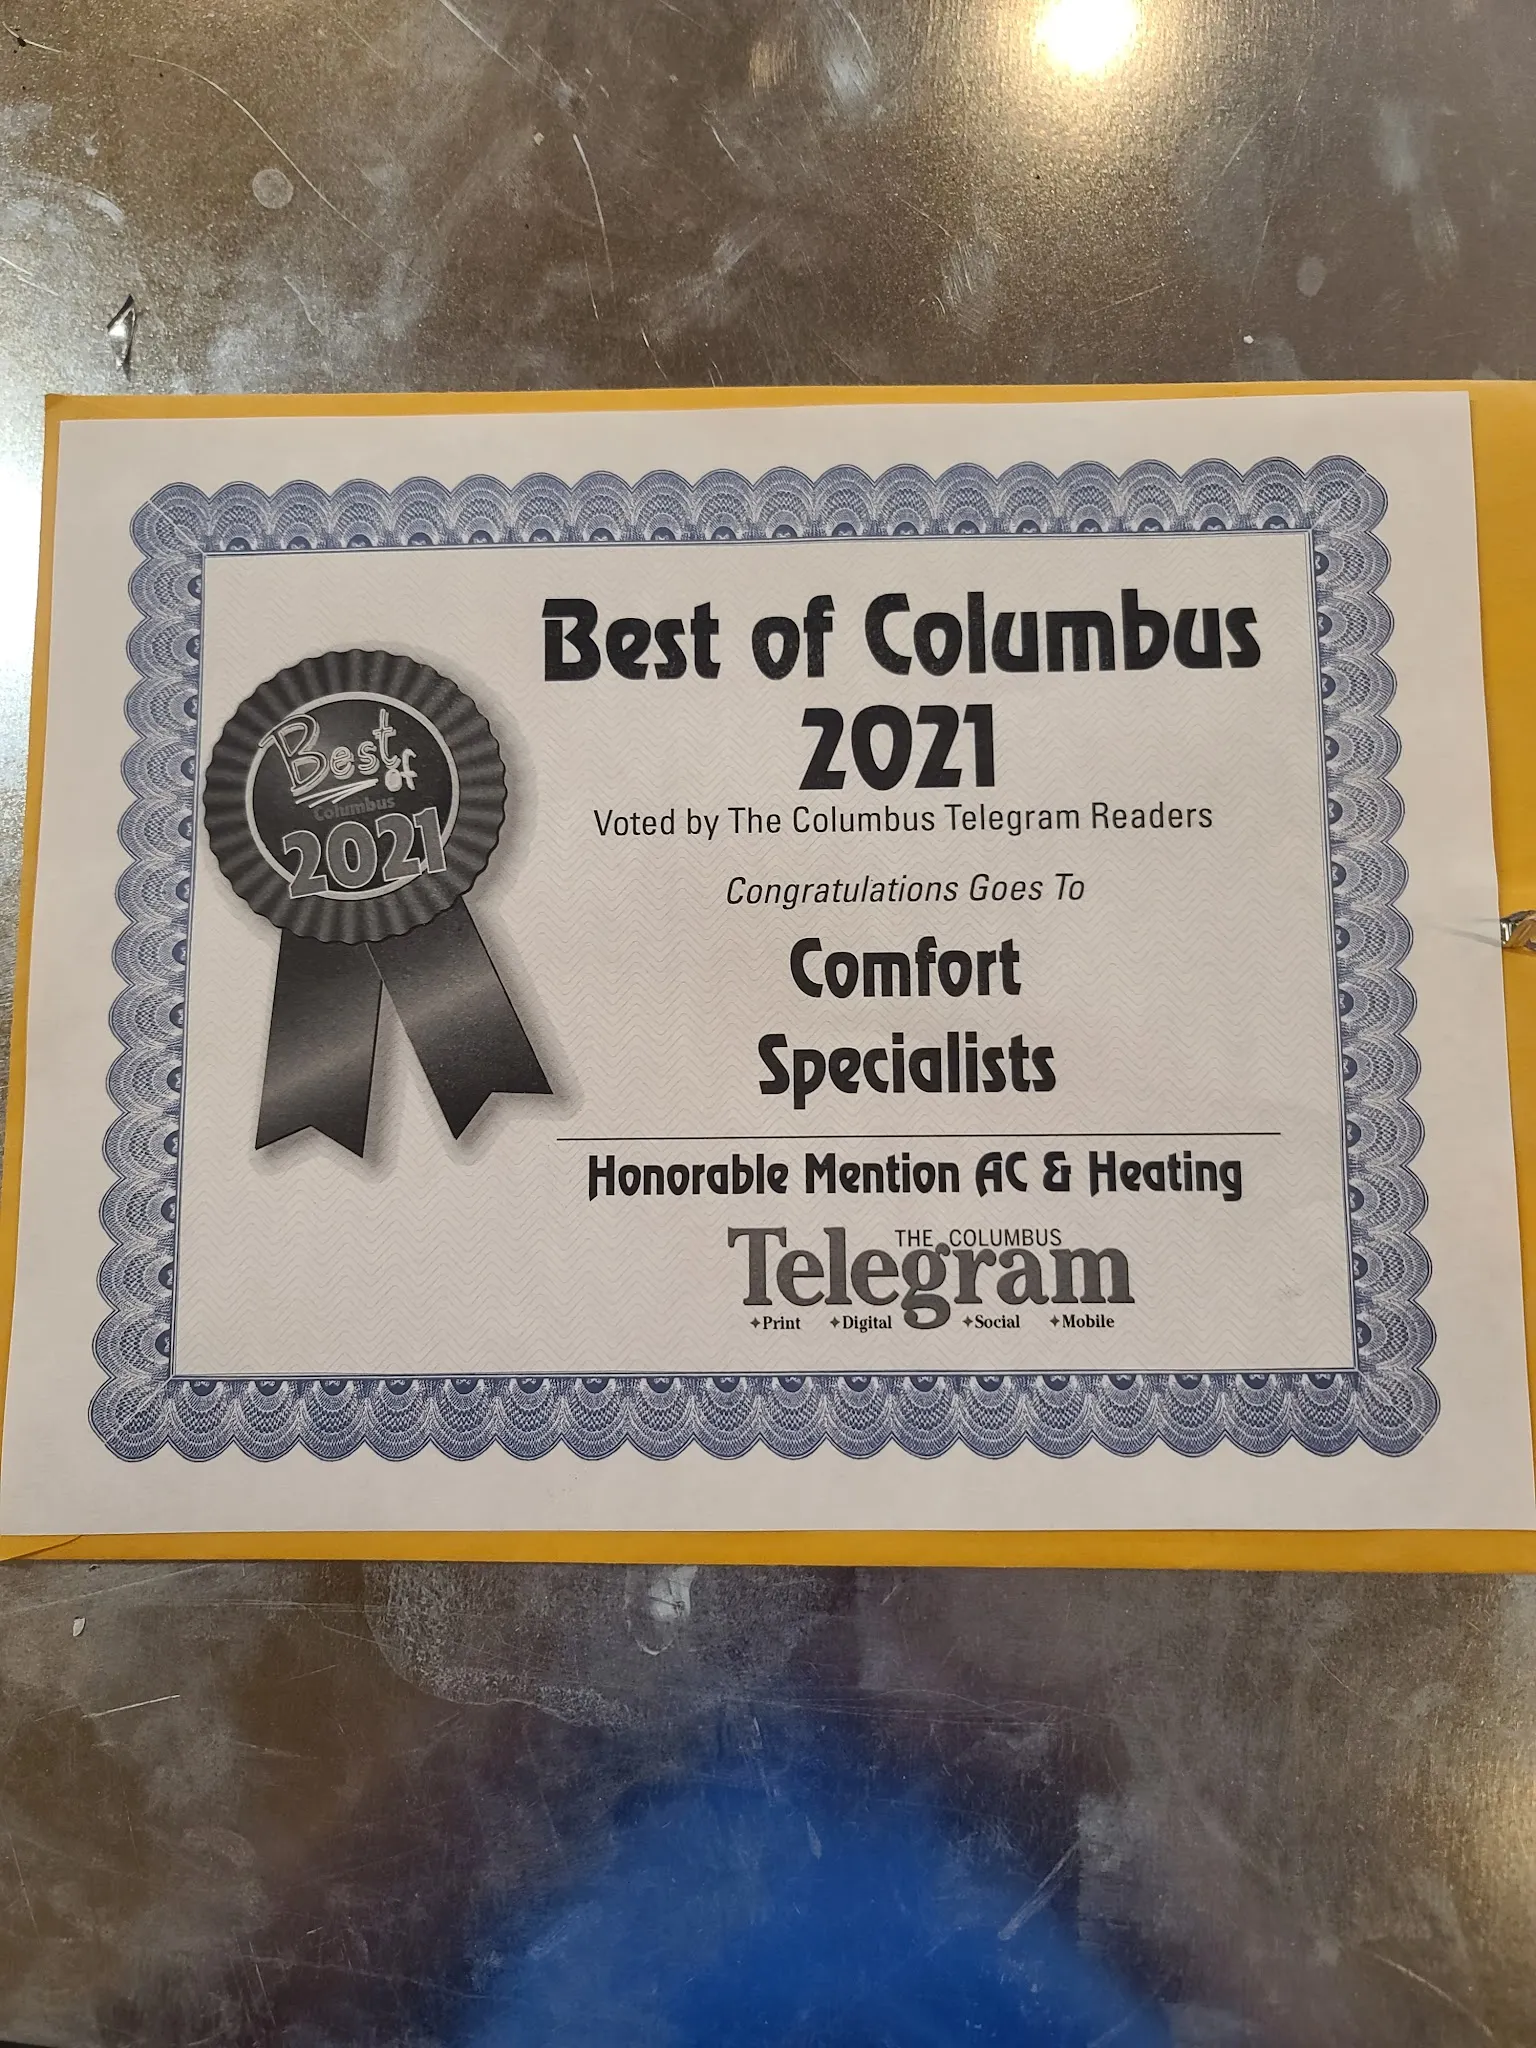 Best of Columbus
2021
Voted by The Columbus Telegram Readers
Congratulations Goes To
Comfort
Specialists
Honorable Mention AC & Heating
THE COLUMBUS
Telegram
✦Print ✦Digital ✦Social ✦Mobile
Best
of
Columbus
2021